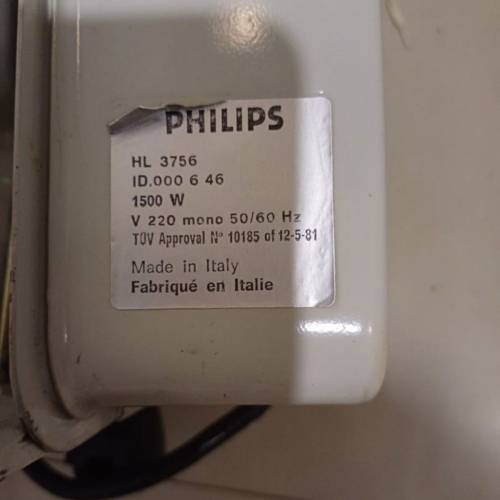 PHILIPS
HL 3756
ID.000 6 46
1500 W
V 220 mono 50/60 Hz
TÜV Approval Nº 10185 of 12-5-81
Made in Italy
Fabriqué en Italie